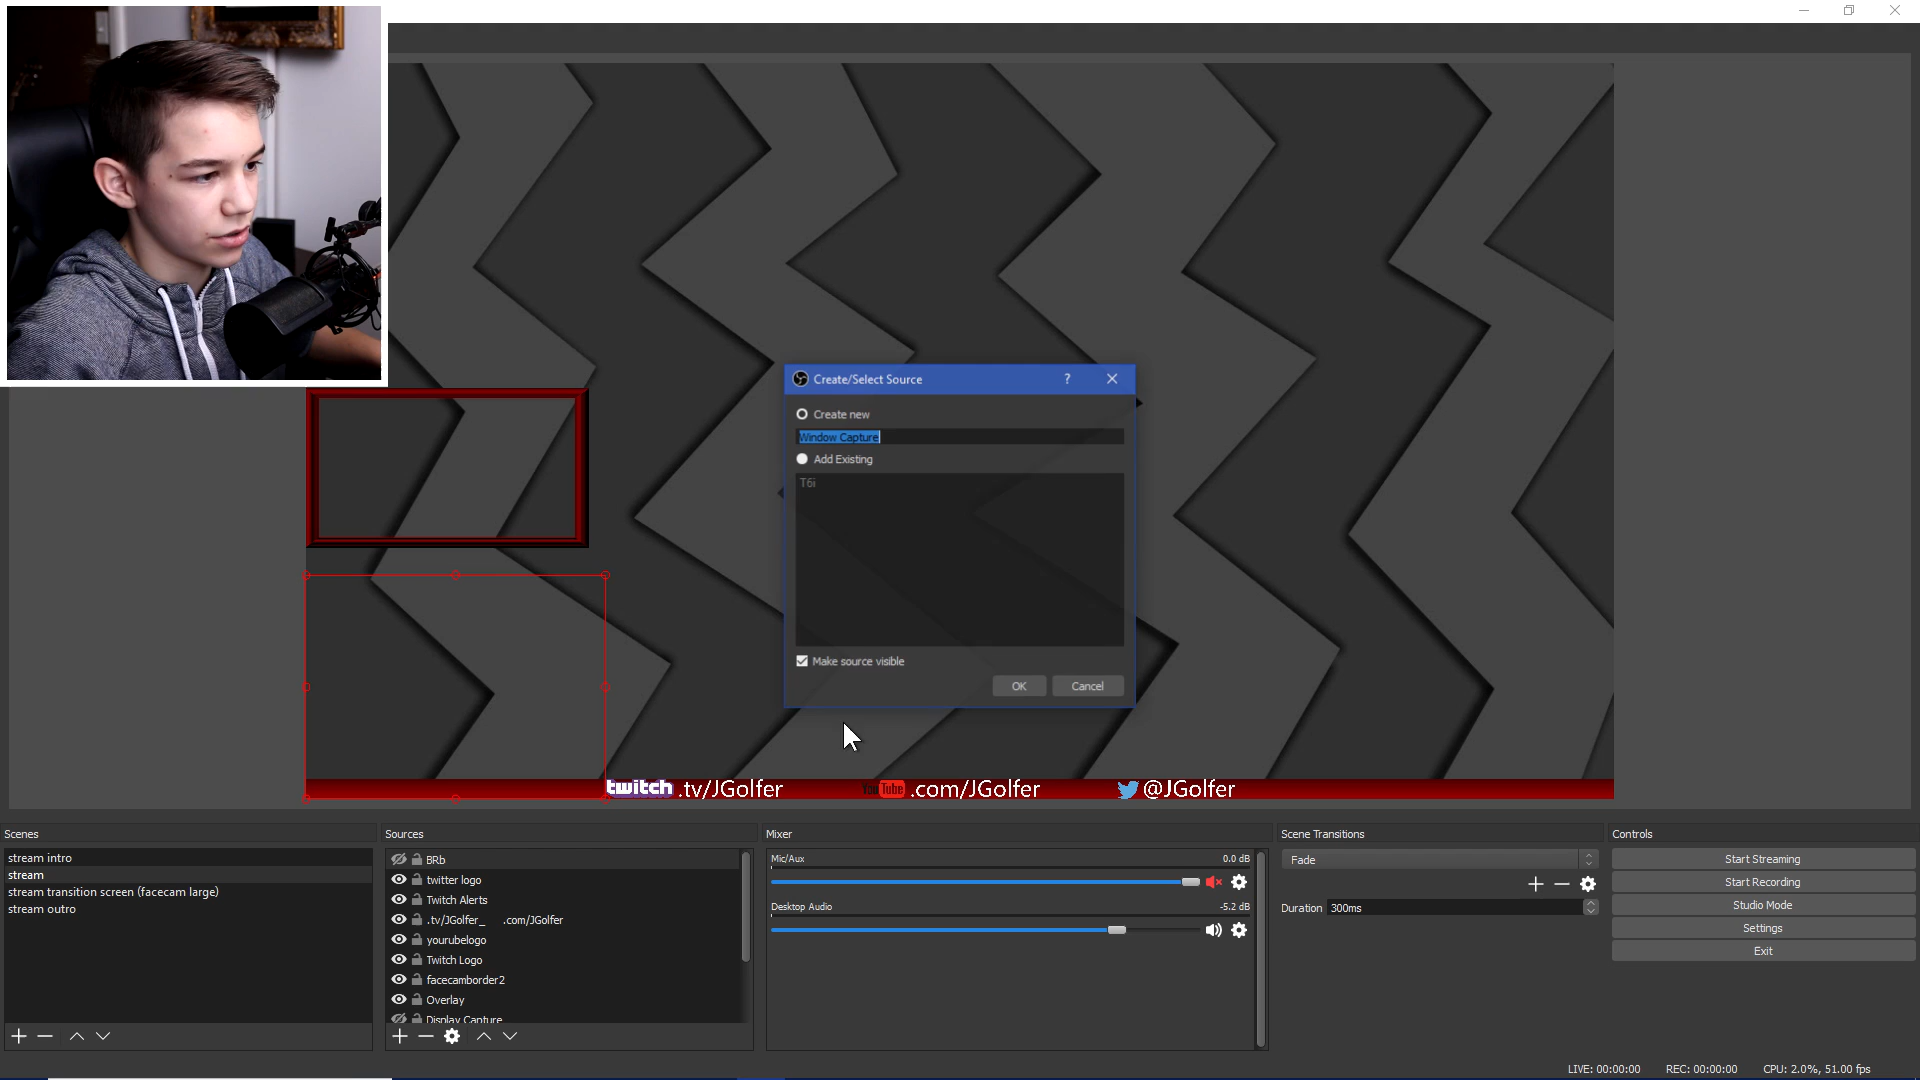 Create/Select Source
?
Create new
Window Capture
Add Existing
T6i
Make source visible
OK
Cancel
twitch .tv/JGolfer
YouTube .com/JGolfer
@JGolfer
Scenes
stream intro
stream
stream transition screen (facecam large)
stream outro
Sources
BRb
twitter logo
Twitch Alerts
.tv/JGolfer_ .com/JGolfer
yourubelogo
Twitch Logo
facecamborder2
Overlay
Display Capture
Mixer
Mic/Aux
0.0 dB
Desktop Audio
-5.2 dB
Scene Transitions
Fade
Duration
300ms
Controls
Start Streaming
Start Recording
Studio Mode
Settings
Exit
LIVE: 00:00:00
REC: 00:00:00
CPU: 2.0%, 51.00 fps